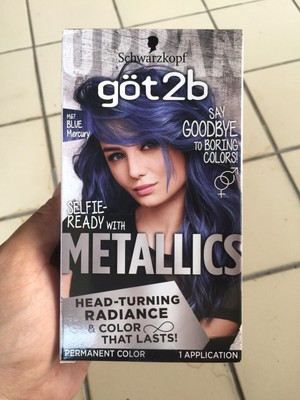 Schwarzkopf
göt2b
M67
BLUE
Mercury
SAY
GOODBYE
TO BORING
COLORS!
SELFIE-
READY WITH
METALLICS
HEAD-TURNING
RADIANCE
& COLOR
THAT LASTS!
PERMANENT COLOR
1 APPLICATION